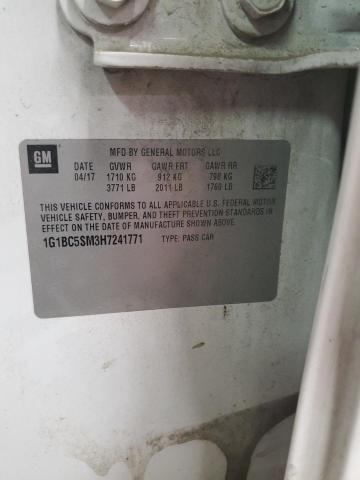 GM
MFD BY GENERAL MOTORS LLC
DATE GVWR GAWR FRT GAWR RR
04/17 1710 KG 912 KG 798 KG
3771 LB 2011 LB 1760 LB
THIS VEHICLE CONFORMS TO ALL APPLICABLE U.S. FEDERAL MOTOR
VEHICLE SAFETY, BUMPER, AND THEFT PREVENTION STANDARDS IN
EFFECT ON THE DATE OF MANUFACTURE SHOWN ABOVE.
1G1BC5SM3H7241771 TYPE: PASS CAR